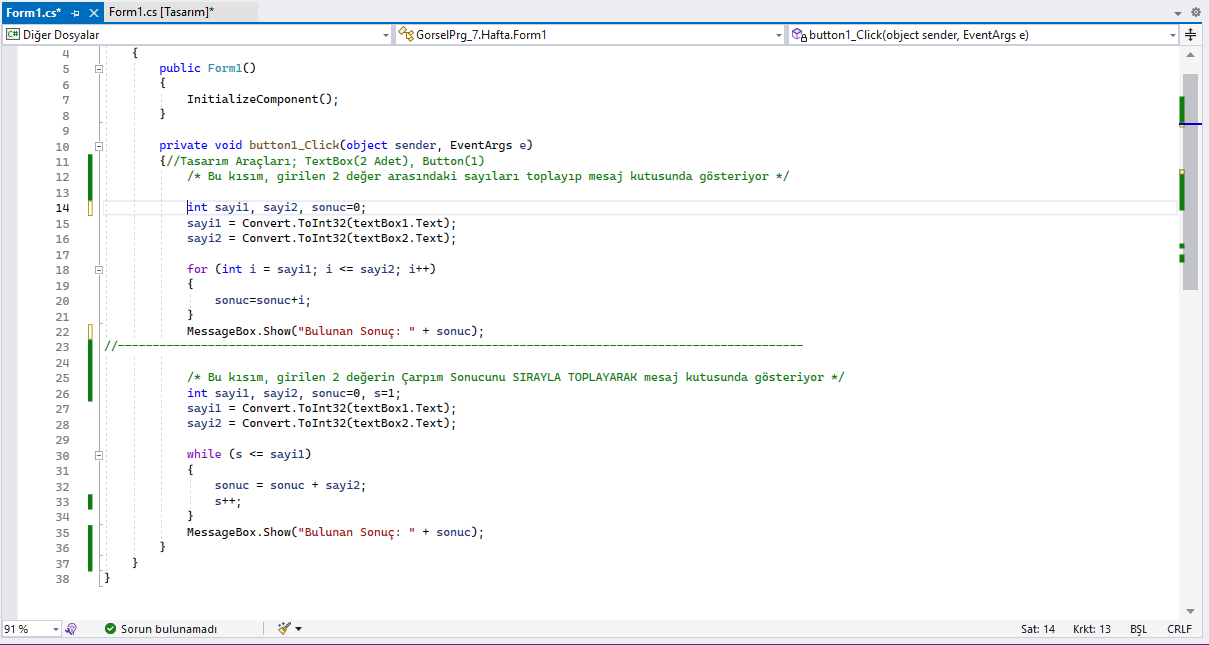 Form1.cs* Form1.cs [Tasarım]*
Diğer Dosyalar GorselPrg_7.Hafta.Form1 button1_Click(object sender, EventArgs e)
4 {
5 public Form1()
6 {
7 InitializeComponent();
8 }
9
10 private void button1_Click(object sender, EventArgs e)
11 {//Tasarım Araçları; TextBox(2 Adet), Button(1)
12 /* Bu kısım, girilen 2 değer arasındaki sayıları toplayıp mesaj kutusunda gösteriyor */
13
14 int sayi1, sayi2, sonuc=0;
15 sayi1 = Convert.ToInt32(textBox1.Text);
16 sayi2 = Convert.ToInt32(textBox2.Text);
17
18 for (int i = sayi1; i <= sayi2; i++)
19 {
20 sonuc=sonuc+i;
21 }
22 MessageBox.Show("Bulunan Sonuç: " + sonuc);
23 //---------------------------------------------------------------------------------------------------
24
25 /* Bu kısım, girilen 2 değerin Çarpım Sonucunu SIRAYLA TOPLAYARAK mesaj kutusunda gösteriyor */
26 int sayi1, sayi2, sonuc=0, s=1;
27 sayi1 = Convert.ToInt32(textBox1.Text);
28 sayi2 = Convert.ToInt32(textBox2.Text);
29
30 while (s <= sayi1)
31 {
32 sonuc = sonuc + sayi2;
33 s++;
34 }
35 MessageBox.Show("Bulunan Sonuç: " + sonuc);
36 }
37 }
38 }
91 % Sorun bulunamadı Sat: 14 Krkt: 13 BŞL CRLF